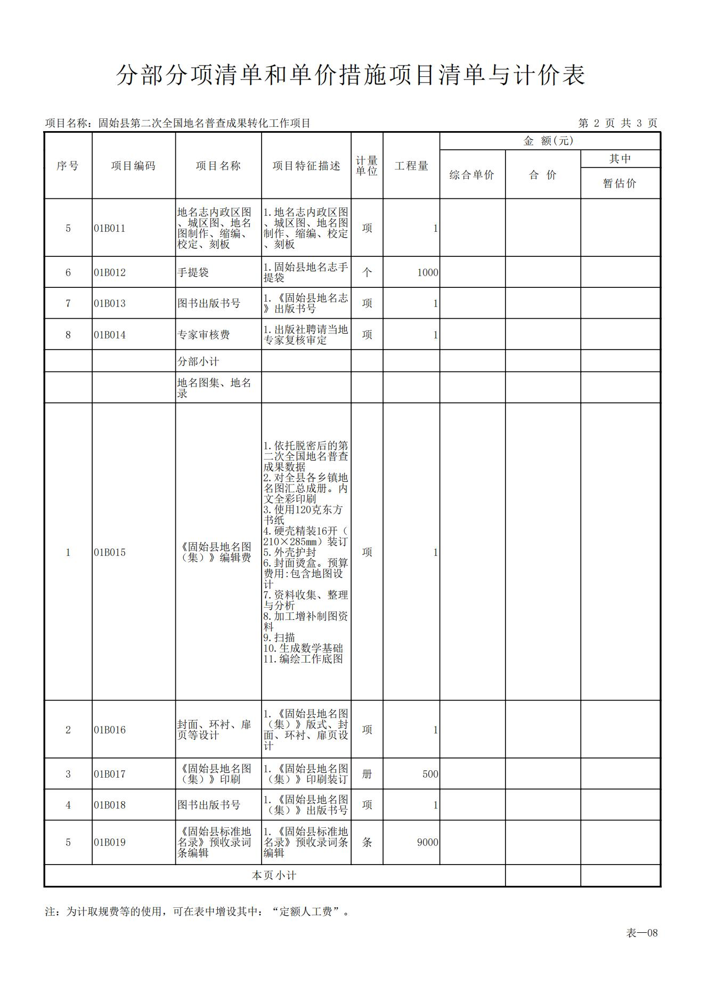 分部分项清单和单价措施项目清单与计价表
项目名称：固始县第二次全国地名普查成果转化工作项目
第 2 页 共 3 页
序号
项目编码
项目名称
项目特征描述
计量
单位
工程量
金 额(元)
综合单价
合 价
其中
暂估价
5
01B011
地名志内政区图
、城区图、地名
图制作、缩编、
校定、刻板
1.地名志内政区图
、城区图、地名图
制作、缩编、校定
、刻板
项
1
6
01B012
手提袋
1.固始县地名志手
提袋
个
1000
7
01B013
图书出版书号
1.《固始县地名志
》出版书号
项
1
8
01B014
专家审核费
1.出版社聘请当地
专家复核审定
项
1
分部小计
地名图集、地名
录
1
01B015
《固始县地名图
（集）》编辑费
1.依托脱密后的第
二次全国地名普查
成果数据
2.对全县各乡镇地
名图汇总成册。内
文全彩印刷
3.使用120克东方
书纸
4.硬壳精装16开（
210×285mm）装订
5.外壳护封
6.封面烫盒。预算
费用:包含地图设
计
7.资料收集、整理
与分析
8.加工增补制图资
料
9.扫描
10.生成数学基础
11.编绘工作底图
项
1
2
01B016
封面、环衬、扉
页等设计
1.《固始县地名图
（集）》版式、封
面、环衬、扉页设
计
项
1
3
01B017
《固始县地名图
（集）》印刷
1.《固始县地名图
（集）》印刷装订
册
500
4
01B018
图书出版书号
1.《固始县地名图
（集）》出版书号
项
1
5
01B019
《固始县标准地
名录》预收录词
条编辑
1.《固始县标准地
名录》预收录词条
编辑
条
9000
本页小计
注：为计取规费等的使用，可在表中增设其中：“定额人工费”。
表—08